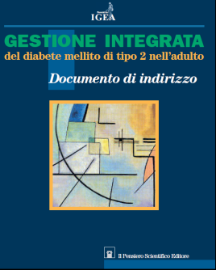 IGEA
GESTIONE INTEGRATA
del diabete mellito di tipo 2 nell'adulto
Documento di indirizzo
Il Pensiero Scientifico Editore